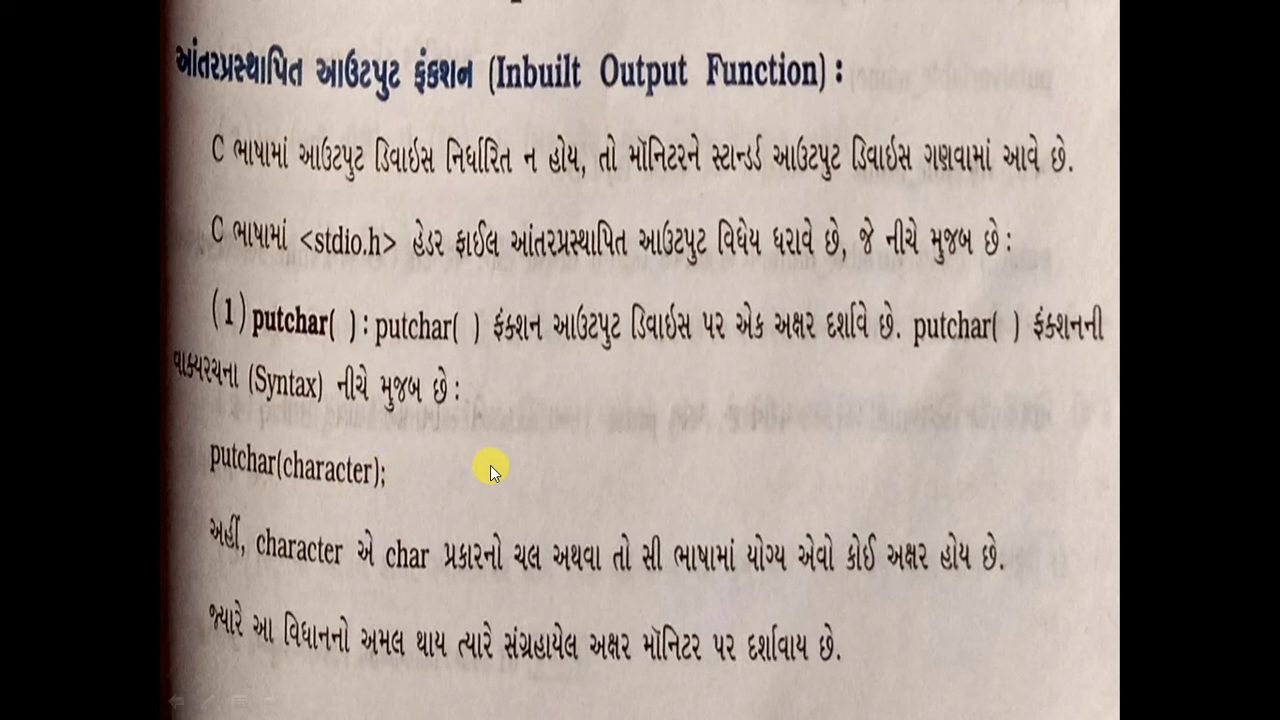 આંતરપ્રસ્થાપિત આઉટપુટ ફંકશન (Inbuilt Output Function) :
C ભાષામાં આઉટપુટ ડિવાઇસ નિર્ધારિત ન હોય, તો મૉનિટરને સ્ટાન્ડર્ડ આઉટપુટ ડિવાઇસ ગણવામાં આવે છે.
C ભાષામાં <stdio.h> હેડર ફાઈલ આંતરપ્રસ્થાપિત આઉટપુટ વિધેય ધરાવે છે, જે નીચે મુજબ છે :
(1) putchar( ) : putchar( ) ફંક્શન આઉટપુટ ડિવાઇસ પર એક અક્ષર દર્શાવે છે. putchar( ) ફંક્શનની
વાક્યરચના (Syntax) નીચે મુજબ છે :
putchar(character);
અહીં, character એ char પ્રકારનો ચલ અથવા તો સી ભાષામાં યોગ્ય એવો કોઈ અક્ષર હોય છે.
જ્યારે આ વિધાનનો અમલ થાય ત્યારે સંગ્રહાયેલ અક્ષર મૉનિટર પર દર્શાવાય છે.